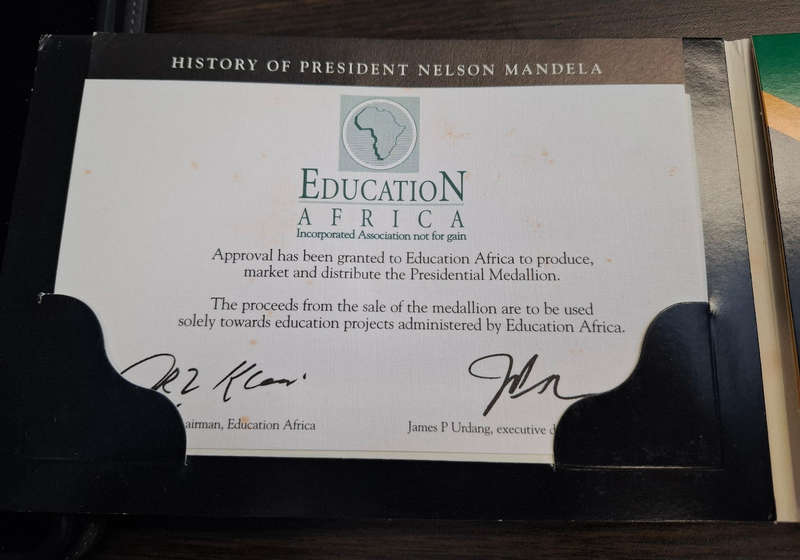 HISTORY OF PRESIDENT NELSON MANDELA
EDUCATION
AFRICA
Incorporated Association not for gain
Approval has been granted to Education Africa to produce,
market and distribute the Presidential Medallion.
The proceeds from the sale of the medallion are to be used
solely towards education projects administered by Education Africa.
airman, Education Africa
James P Urdang, executive d